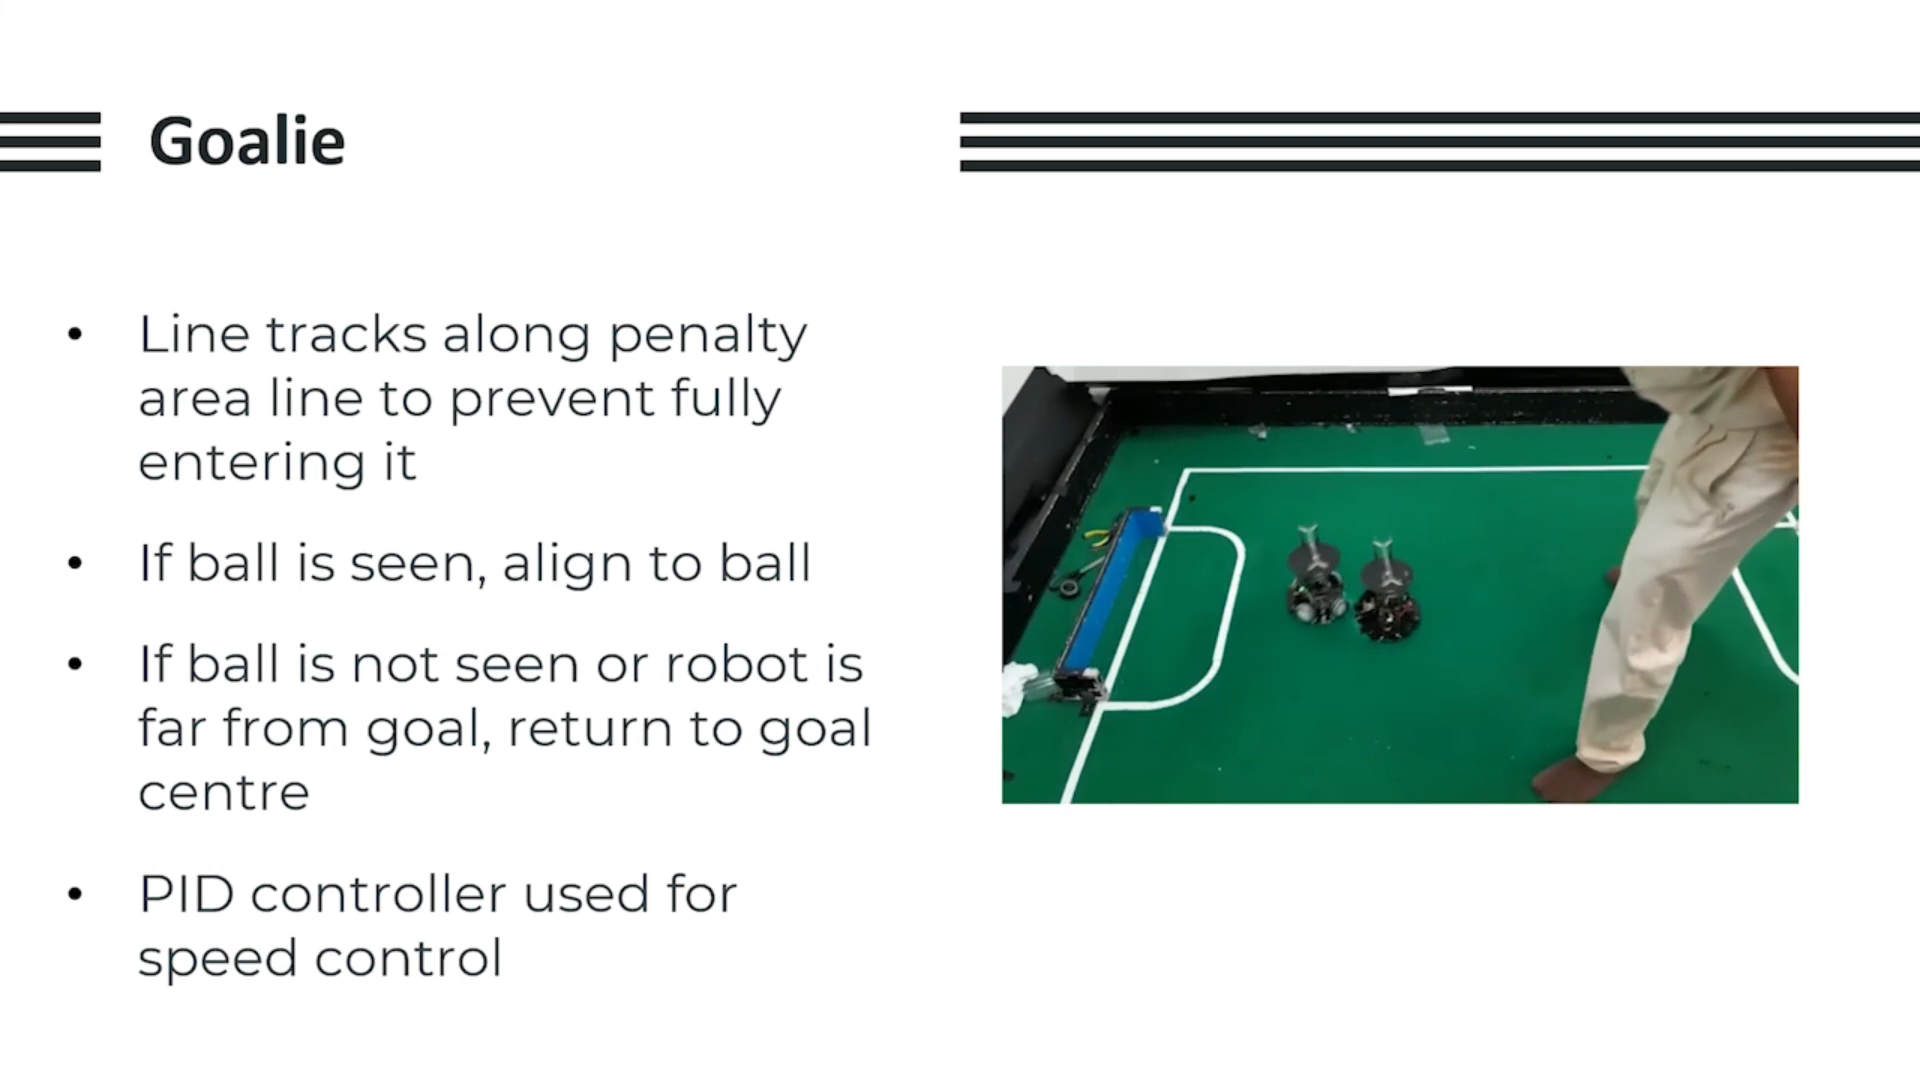 Goalie
• Line tracks along penalty
area line to prevent fully
entering it
• If ball is seen, align to ball
• If ball is not seen or robot is
far from goal, return to goal
centre
• PID controller used for
speed control